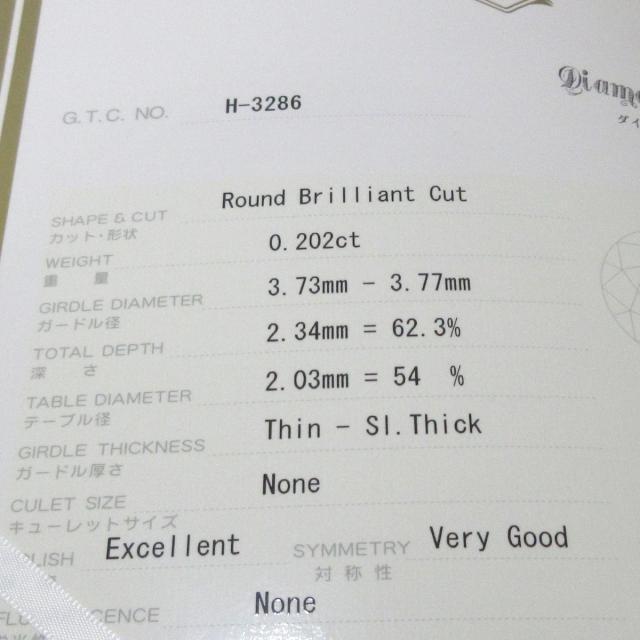 G.T.C. NO. H-3286
Round Brilliant Cut
SHAPE & CUT
カット・形状
0.202ct
WEIGHT
重 量
3.73mm - 3.77mm
GIRDLE DIAMETER
ガードル径
2.34mm = 62.3%
TOTAL DEPTH
深 さ
2.03mm = 54 %
TABLE DIAMETER
テーブル径
Thin - Sl.Thick
GIRDLE THICKNESS
ガードル厚さ
None
CULET SIZE
キューレットサイズ
Excellent SYMMETRY Very Good
対称性
None